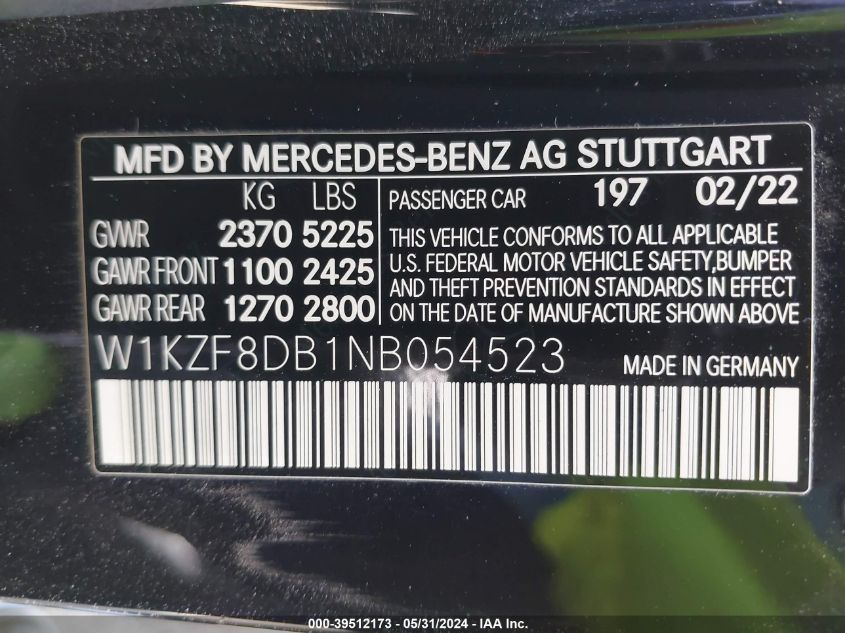 MFD BY MERCEDES-BENZ AG STUTTGART
KG LBS
GVWR 2370 5225
GAWR FRONT 1100 2425
GAWR REAR 1270 2800
PASSENGER CAR 197 02/22
THIS VEHICLE CONFORMS TO ALL APPLICABLE
U.S. FEDERAL MOTOR VEHICLE SAFETY,BUMPER
AND THEFT PREVENTION STANDARDS IN EFFECT
ON THE DATE OF MANUFACTURE SHOWN ABOVE
W1KZF8DB1NB054523
MADE IN GERMANY
000-39512173 - 05/31/2024 - IAA Inc.